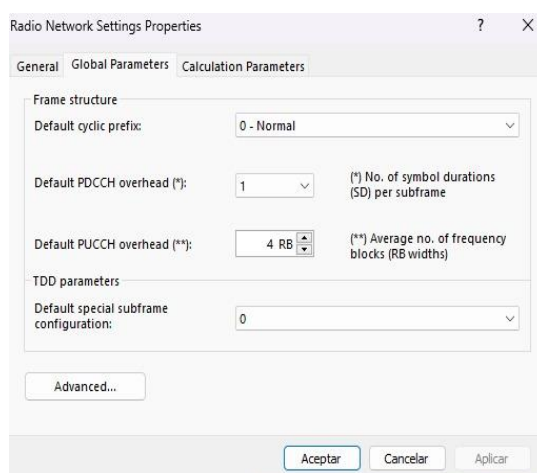 Radio Network Settings Properties ? X
General Global Parameters Calculation Parameters
Frame structure
Default cyclic prefix: 0 - Normal
Default PDCCH overhead (*): 1 (*) No. of symbol durations
(SD) per subframe
Default PUCCH overhead (**): 4 RB (**) Average no. of frequency
blocks (RB widths)
TDD parameters
Default special subframe
configuration: 0
Advanced...
Aceptar Cancelar Aplicar